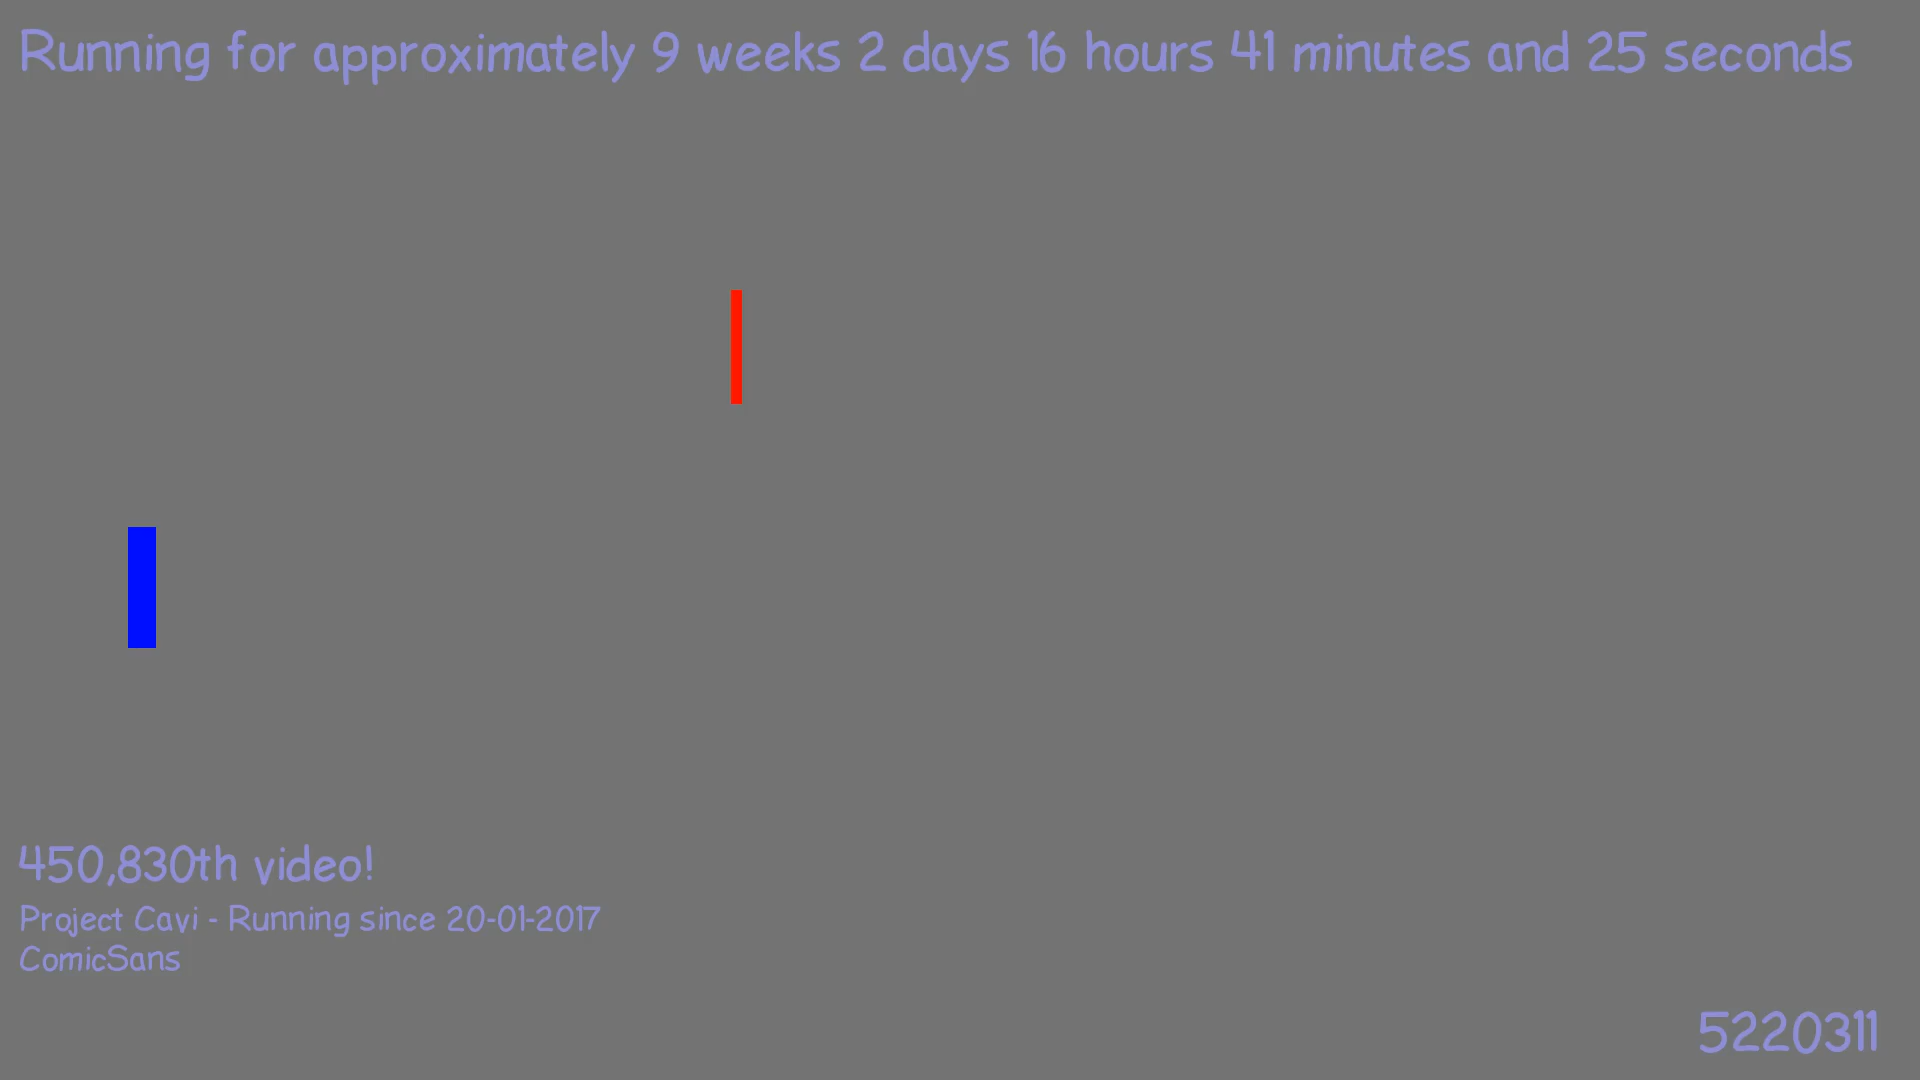 Running for approximately 9 weeks 2 days 16 hours 41 minutes and 25 seconds
450,830th video!
Project Cavi - Running since 20-01-2017
ComicSans
5220311